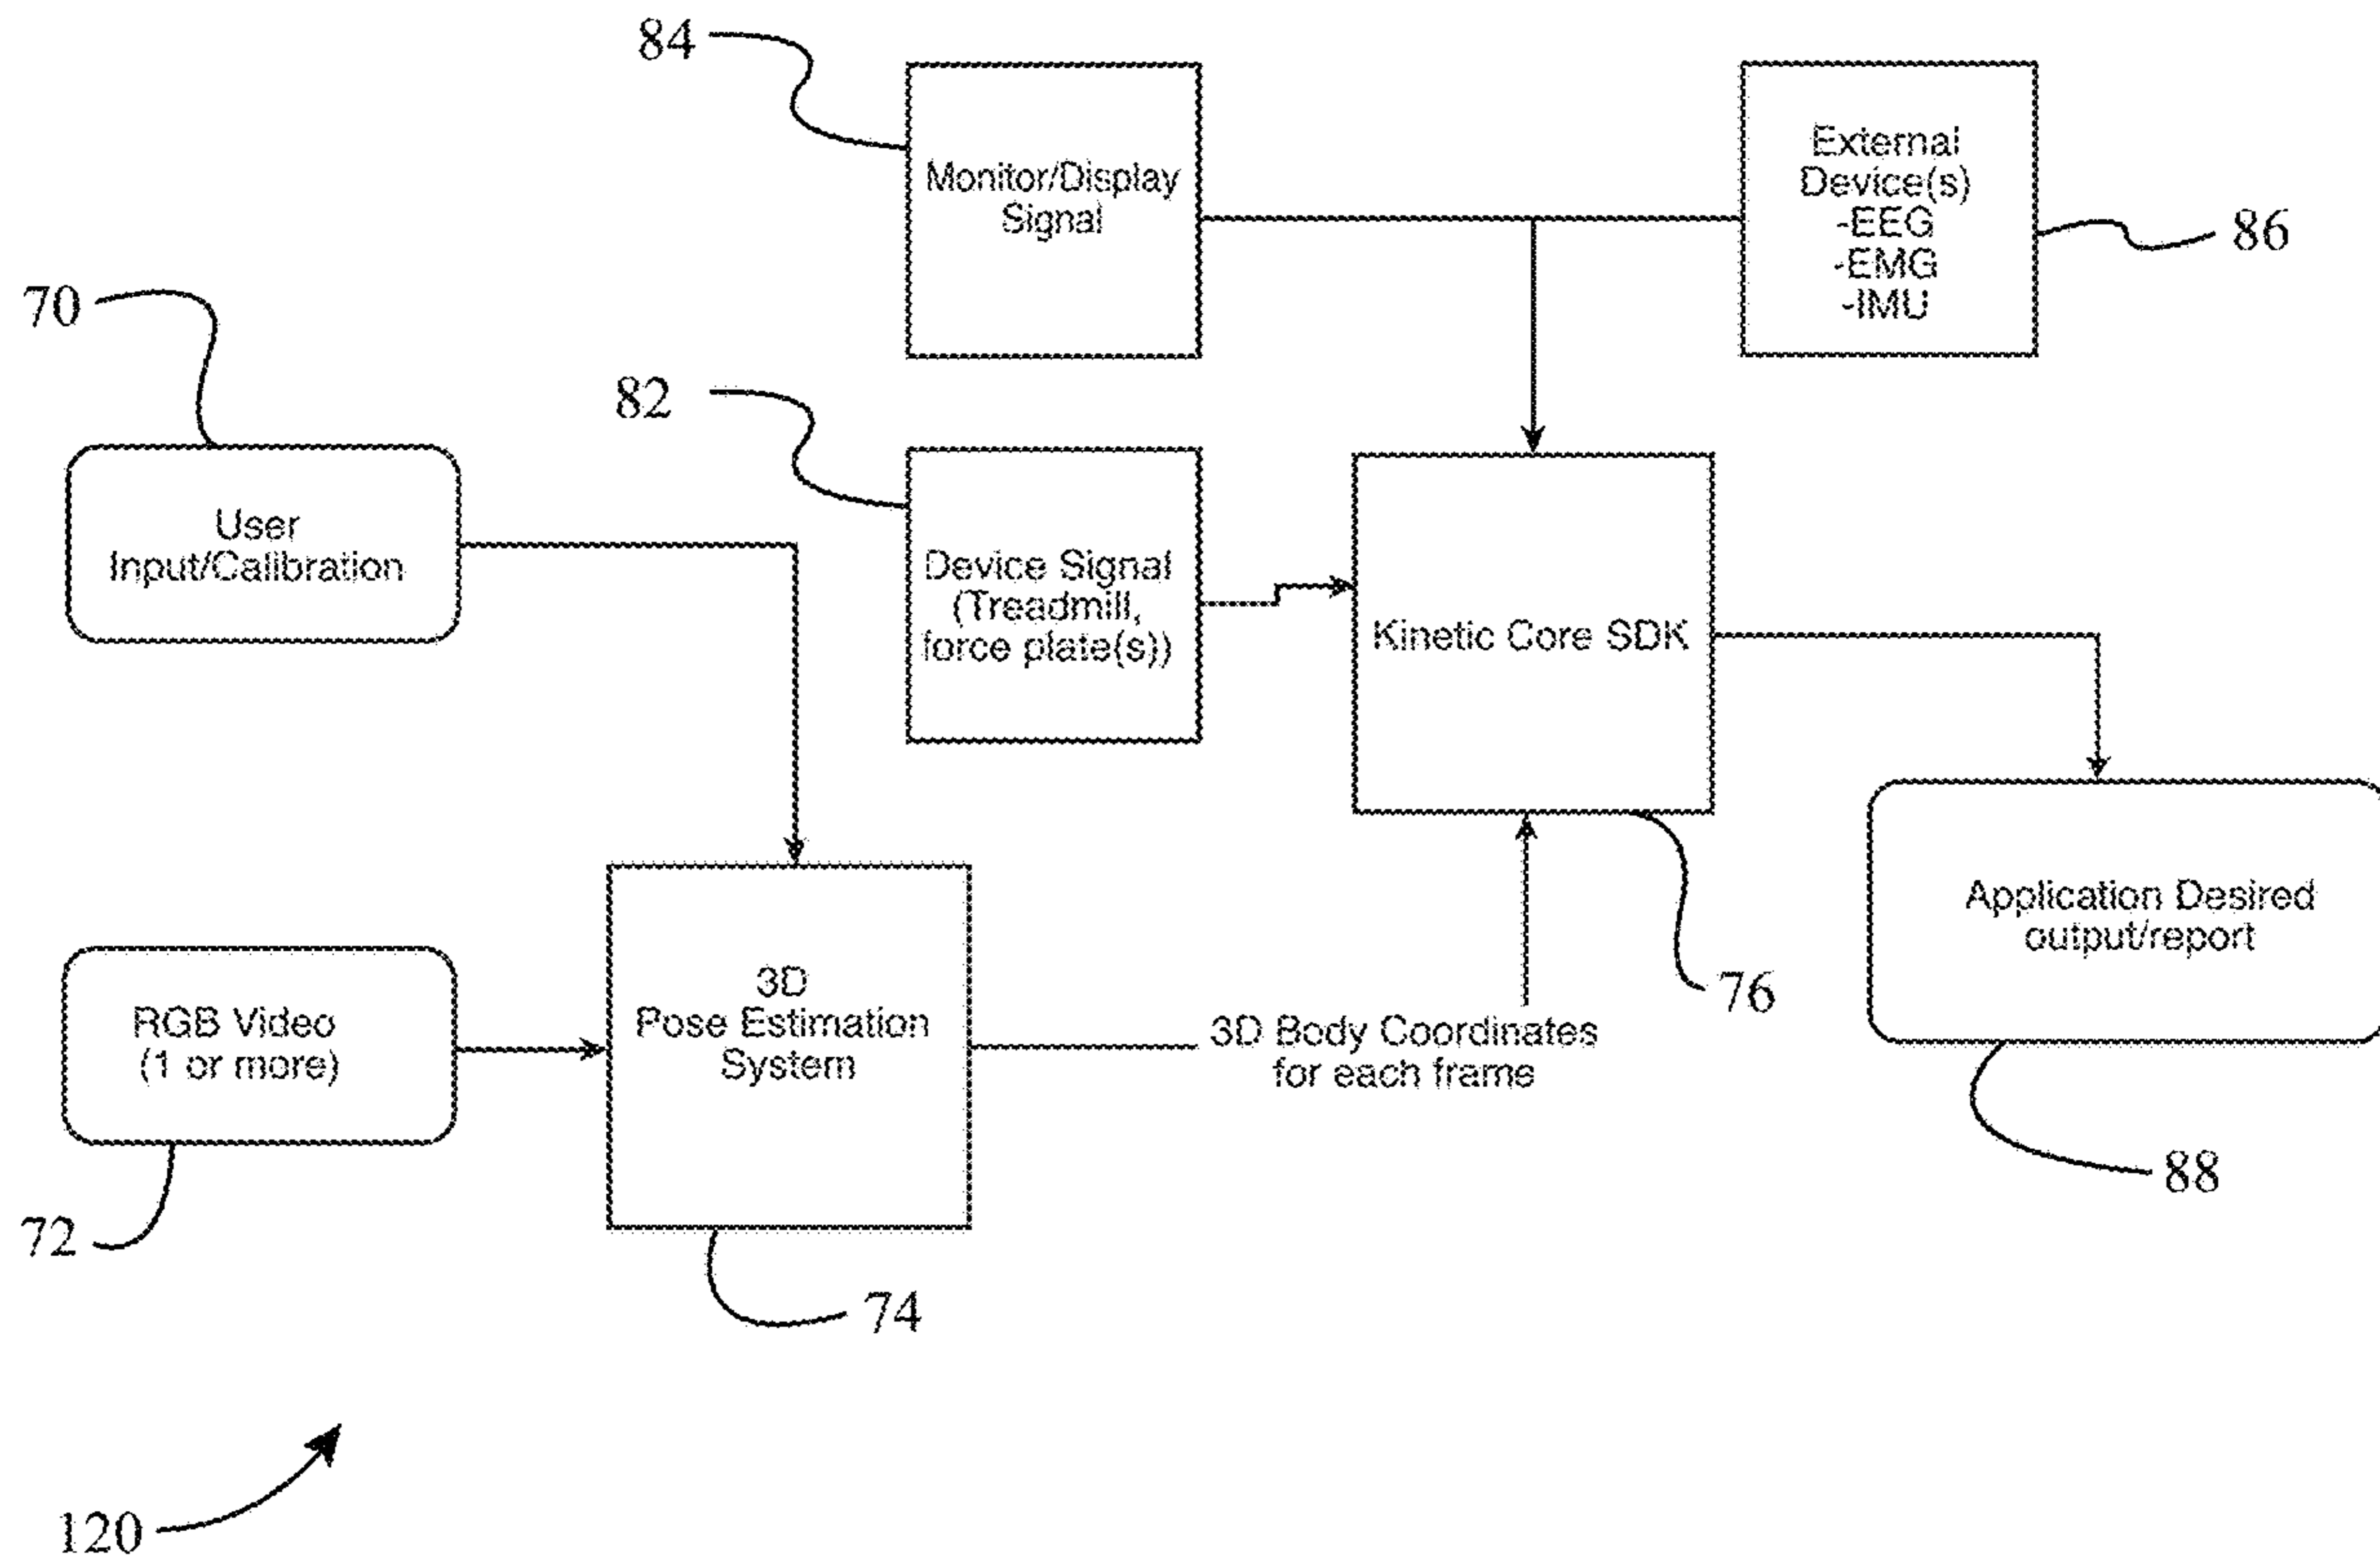 84
Monitor/Display
Signal
External
Device(s)
-EEG
-EMG
-IMU
86
70
82
User
Input/Calibration
Device Signal
(Treadmill,
force plate(s))
Kinetic Core SDK
Application Desired
output/report
76
RGB Video
(1 or more)
3D
Pose Estimation
System
3D Body Coordinates
for each frame
88
72
74
120